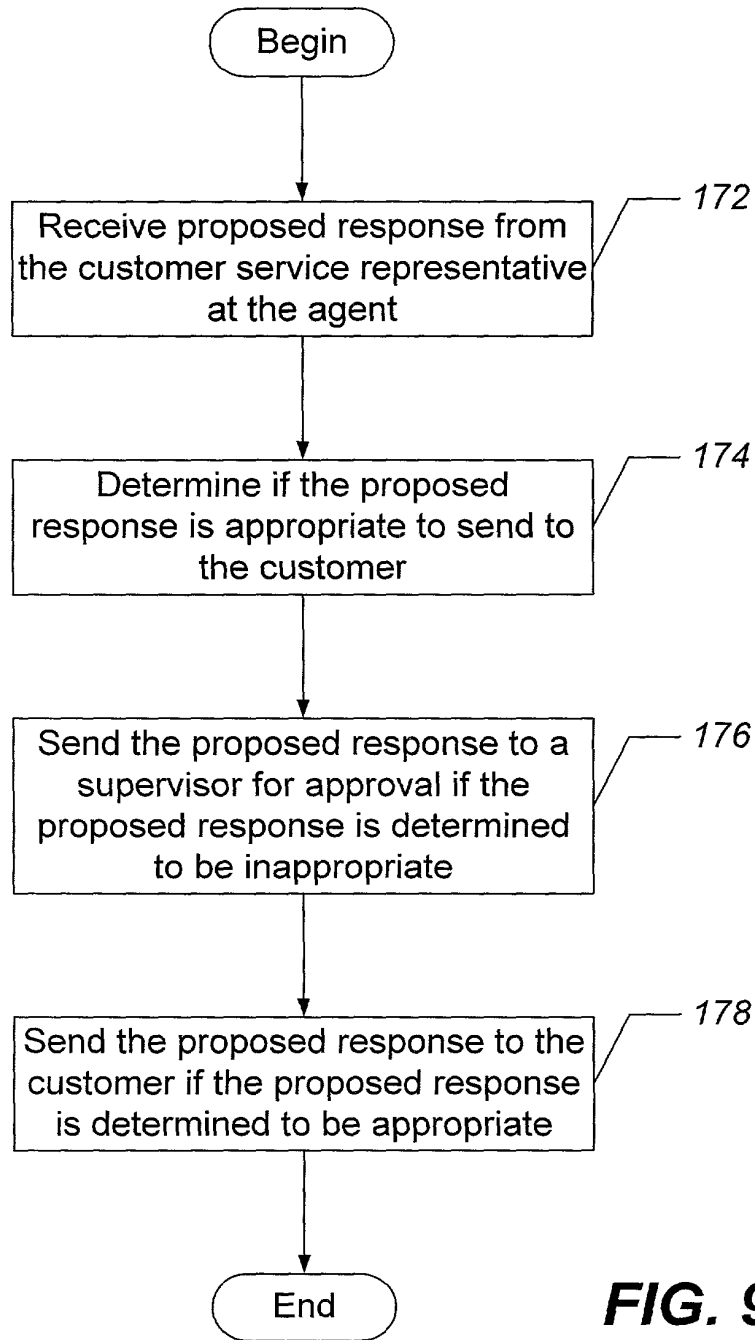 Begin
Receive proposed response from
the customer service representative
at the agent
172
Determine if the proposed
response is appropriate to send to
the customer
174
Send the proposed response to a
supervisor for approval if the
proposed response is determined
to be inappropriate
176
Send the proposed response to the
customer if the proposed response
is determined to be appropriate
178
End
FIG. 9